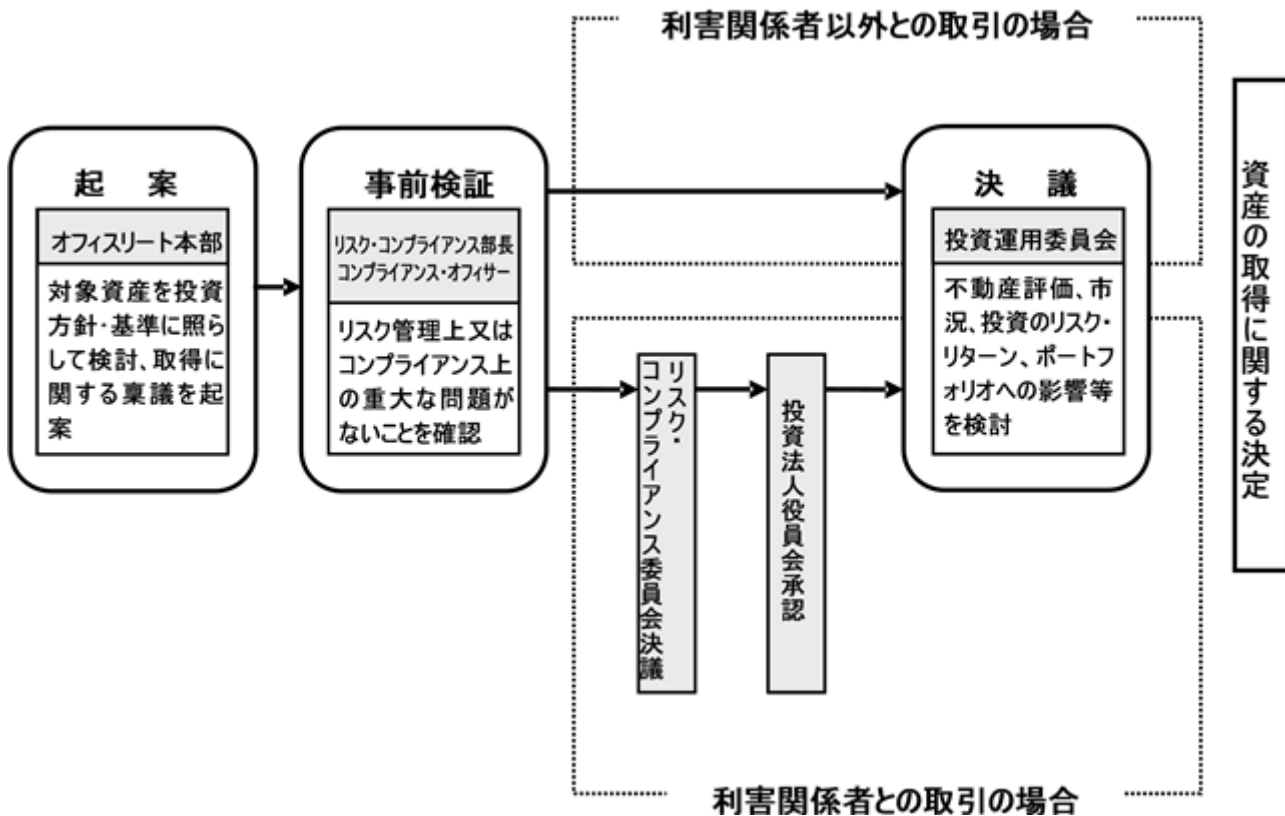 利害関係者以外との取引の場合
起 案
オフィスリート本部
対象資産を投資
方針・基準に照ら
して検討、取得に
関する稟議を起
案
事前検証
リスク・コンプライアンス部長
コンプライアンス・オフィサー
リスク管理上又は
コンプライアンス上
の重大な問題が
ないことを確認
リスク・
コンプライアンス委員会決議
投資法人役員会承認
決 議
投資運用委員会
不動産評価、市
況、投資のリスク・
リターン、ポートフ
ォリオへの影響等
を検討
資産の取得に関する決定
利害関係者との取引の場合